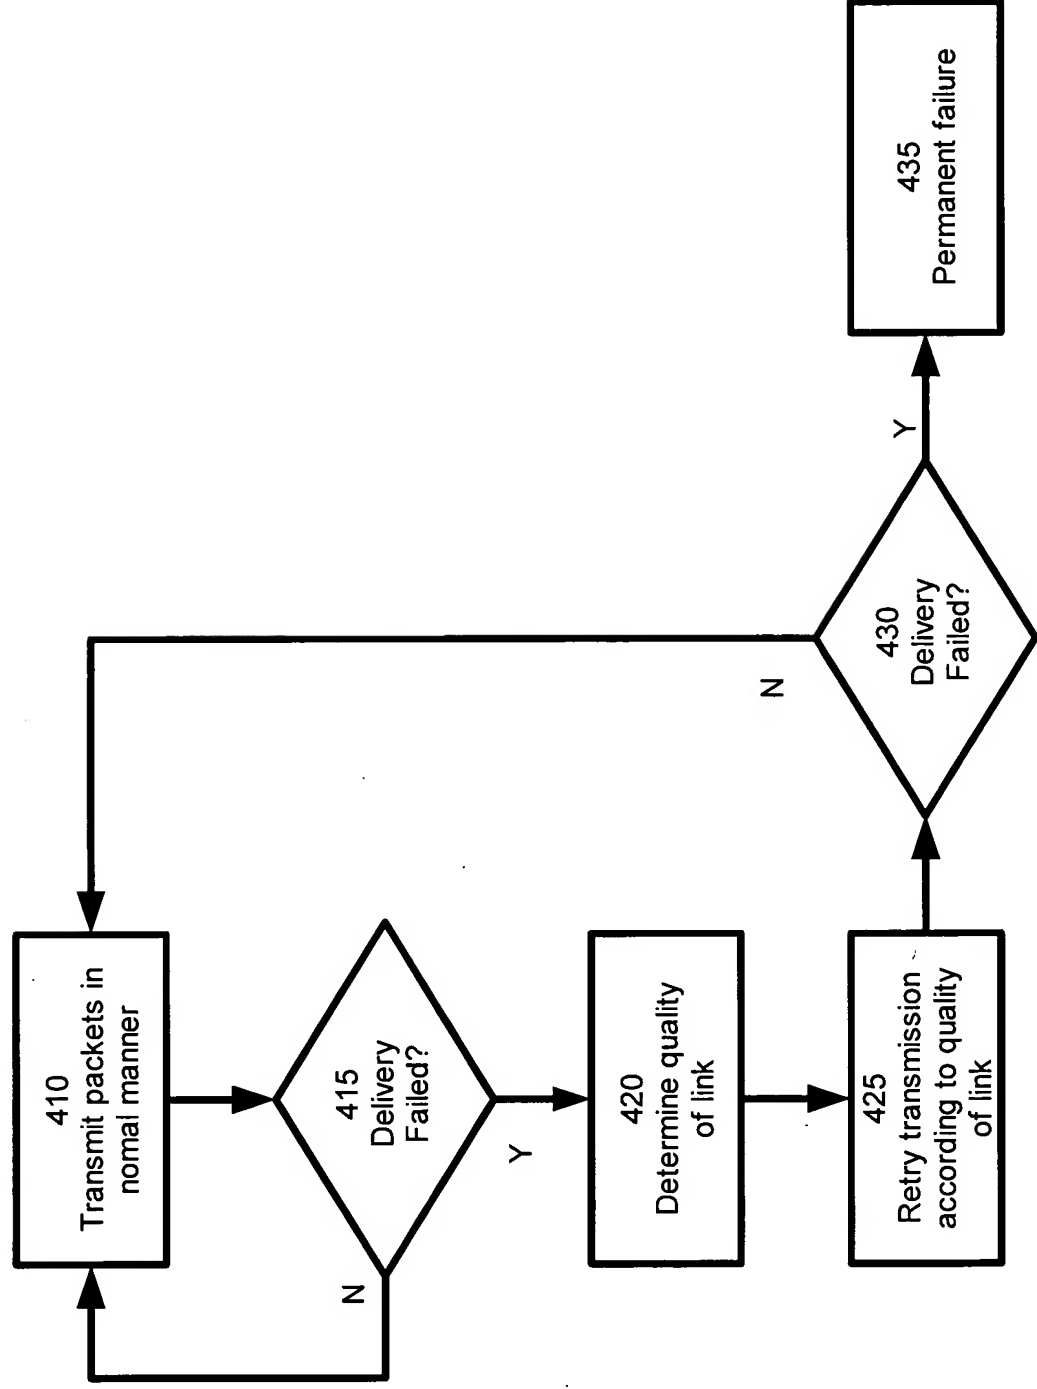 410
Transmit packets in
nomal manner
N
415
Delivery
Failed?
Y
420
Determine quality
of link
425
Retry transmission
according to quality
of link
N
430
Delivery
Failed?
Y
435
Permanent failure